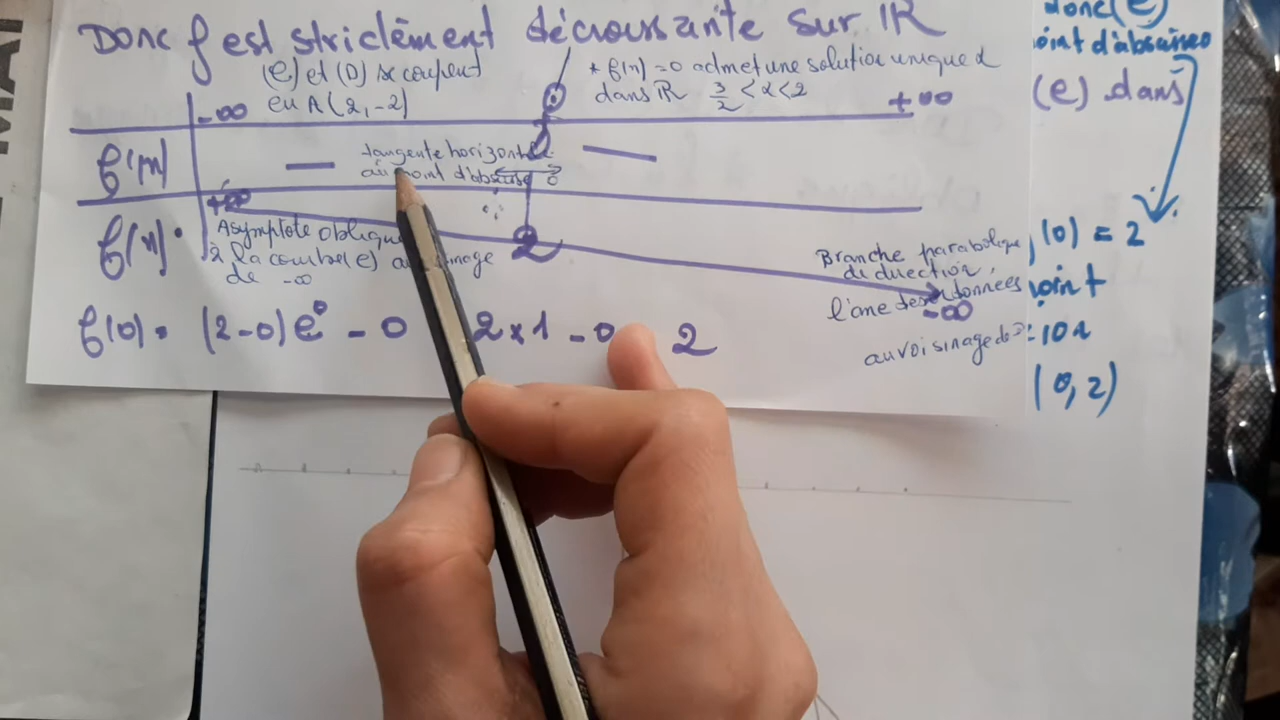 Donc f est strictement décroissante sur IR
(C) et (D) se coupent
en A(2,-2)
* f(x) = 0 admet une solution unique α
dans IR 3/2 < α < 2
-∞ 0 +∞
f'(x) — 0 —
tangente horizontale
au point d'abscisse 0
f(x) +∞ 2 -∞
Asymptote oblique
à la courbe (C) au
de -∞
Branche parabolique
de direction
l'axe des ordonnées
au voisinage de
f(0) = (2-0)e⁰ - 0 2×1 - 0 2
donc (C)
point d'abscisse
(C) dans
(0) = 2
point
(0,2)